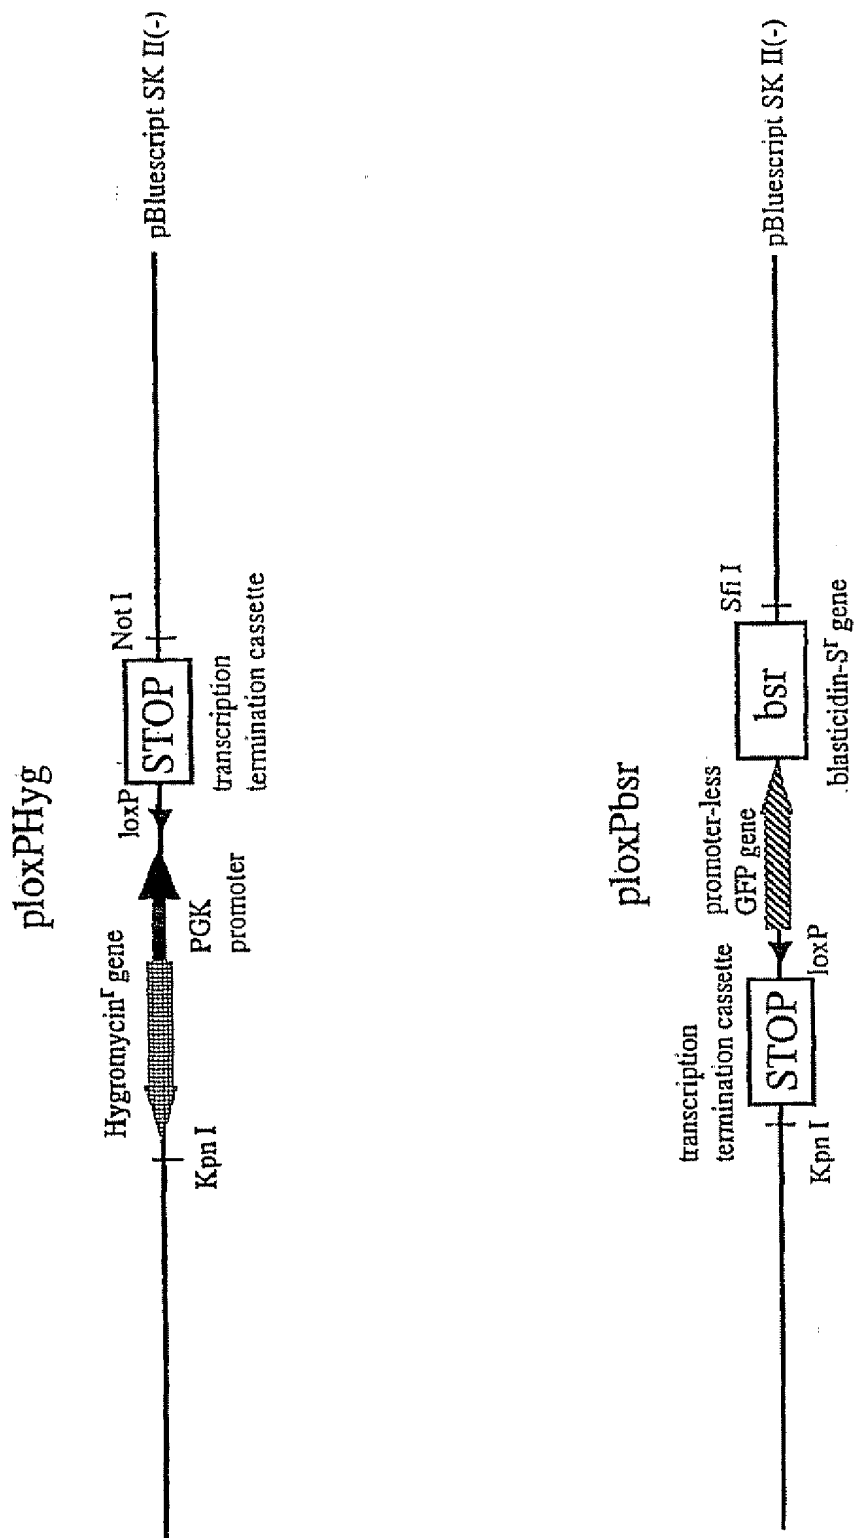 ploxPHyg
Hygromycinʳ gene
loxP
Not I
STOP
Kpn I
PGK
promoter
transcription
termination cassette
pBluescript SK II(-)
ploxPbsr
transcription
termination cassette
promoter-less
GFP gene
Sfi I
STOP
bsr
Kpn I
loxP
blasticidin-Sʳ gene
pBluescript SK II(-)